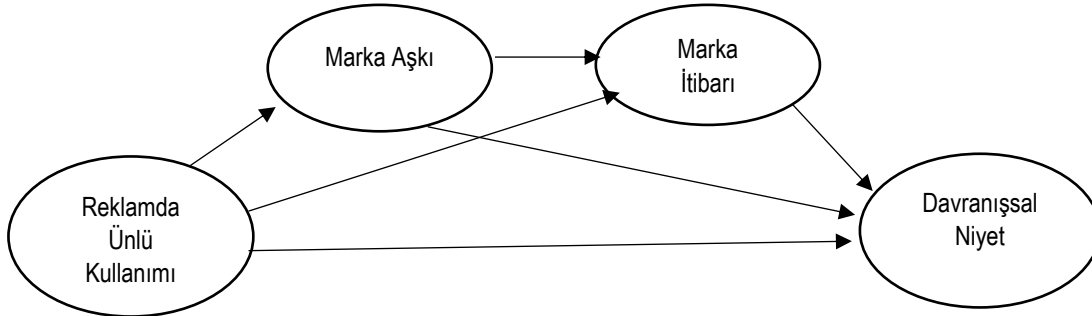 Marka Aşkı
Marka
İtibarı
Reklamda
Ünlü
Kullanımı
Davranışsal
Niyet